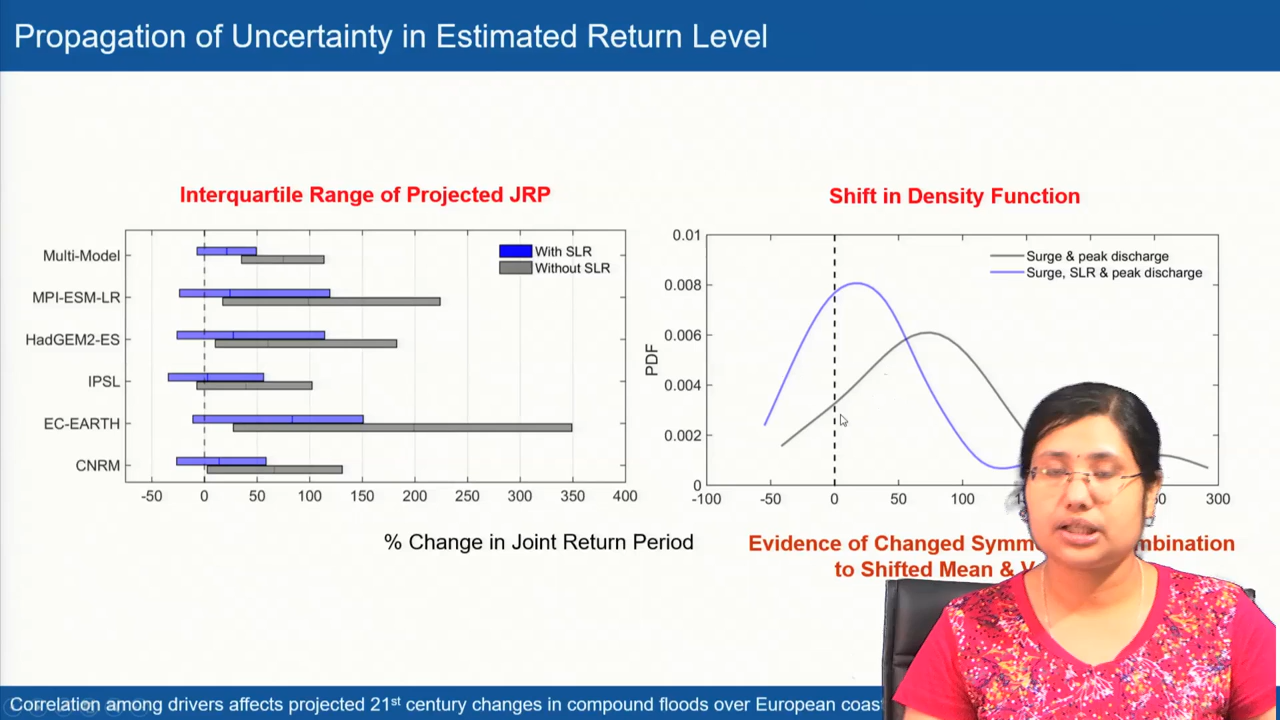 Propagation of Uncertainty in Estimated Return Level
Interquartile Range of Projected JRP
Multi-Model
MPI-ESM-LR
HadGEM2-ES
IPSL
EC-EARTH
CNRM
With SLR
Without SLR
-50 0 50 100 150 200 250 300 350 400
% Change in Joint Return Period
Shift in Density Function
PDF
0.01
0.008
0.006
0.004
0.002
0
Surge & peak discharge
Surge, SLR & peak discharge
-100 -50 0 50 100 300
Evidence of Changed
to Shifted Mean &
Correlation among drivers affects projected 21st century changes in compound floods over European